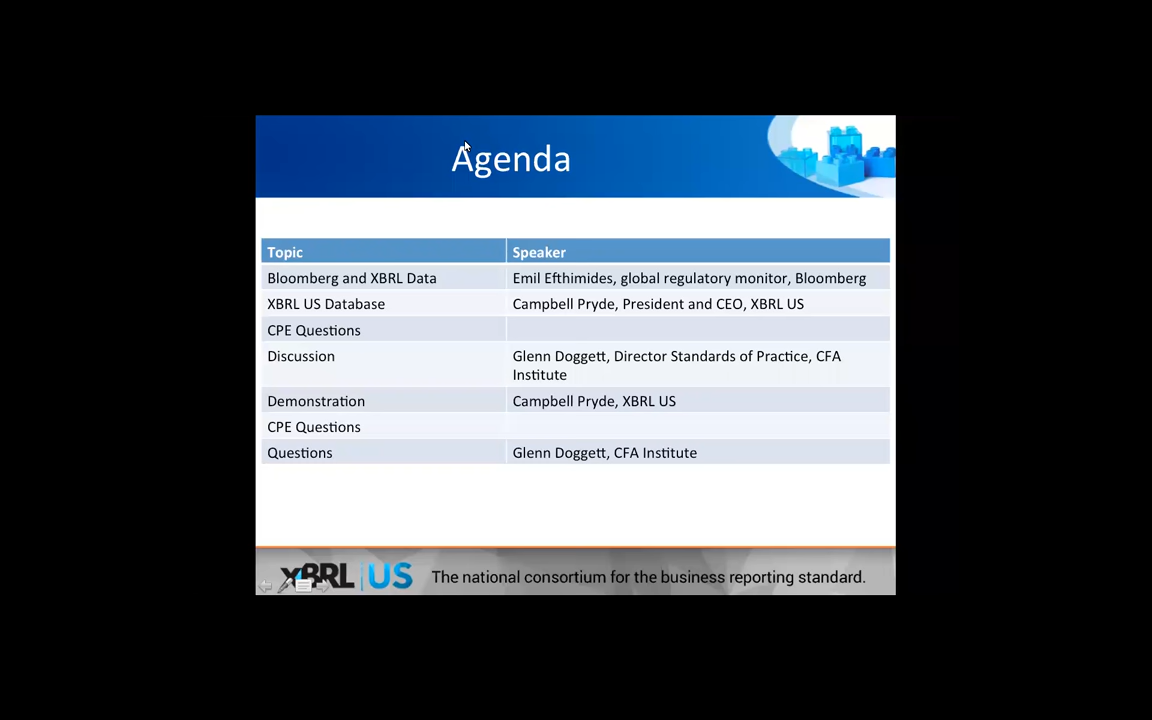 Agenda
Topic Speaker
Bloomberg and XBRL Data Emil Efthimides, global regulatory monitor, Bloomberg
XBRL US Database Campbell Pryde, President and CEO, XBRL US
CPE Questions
Discussion Glenn Doggett, Director Standards of Practice, CFA
Institute
Demonstration Campbell Pryde, XBRL US
CPE Questions
Questions Glenn Doggett, CFA Institute
XBRL US The national consortium for the business reporting standard.